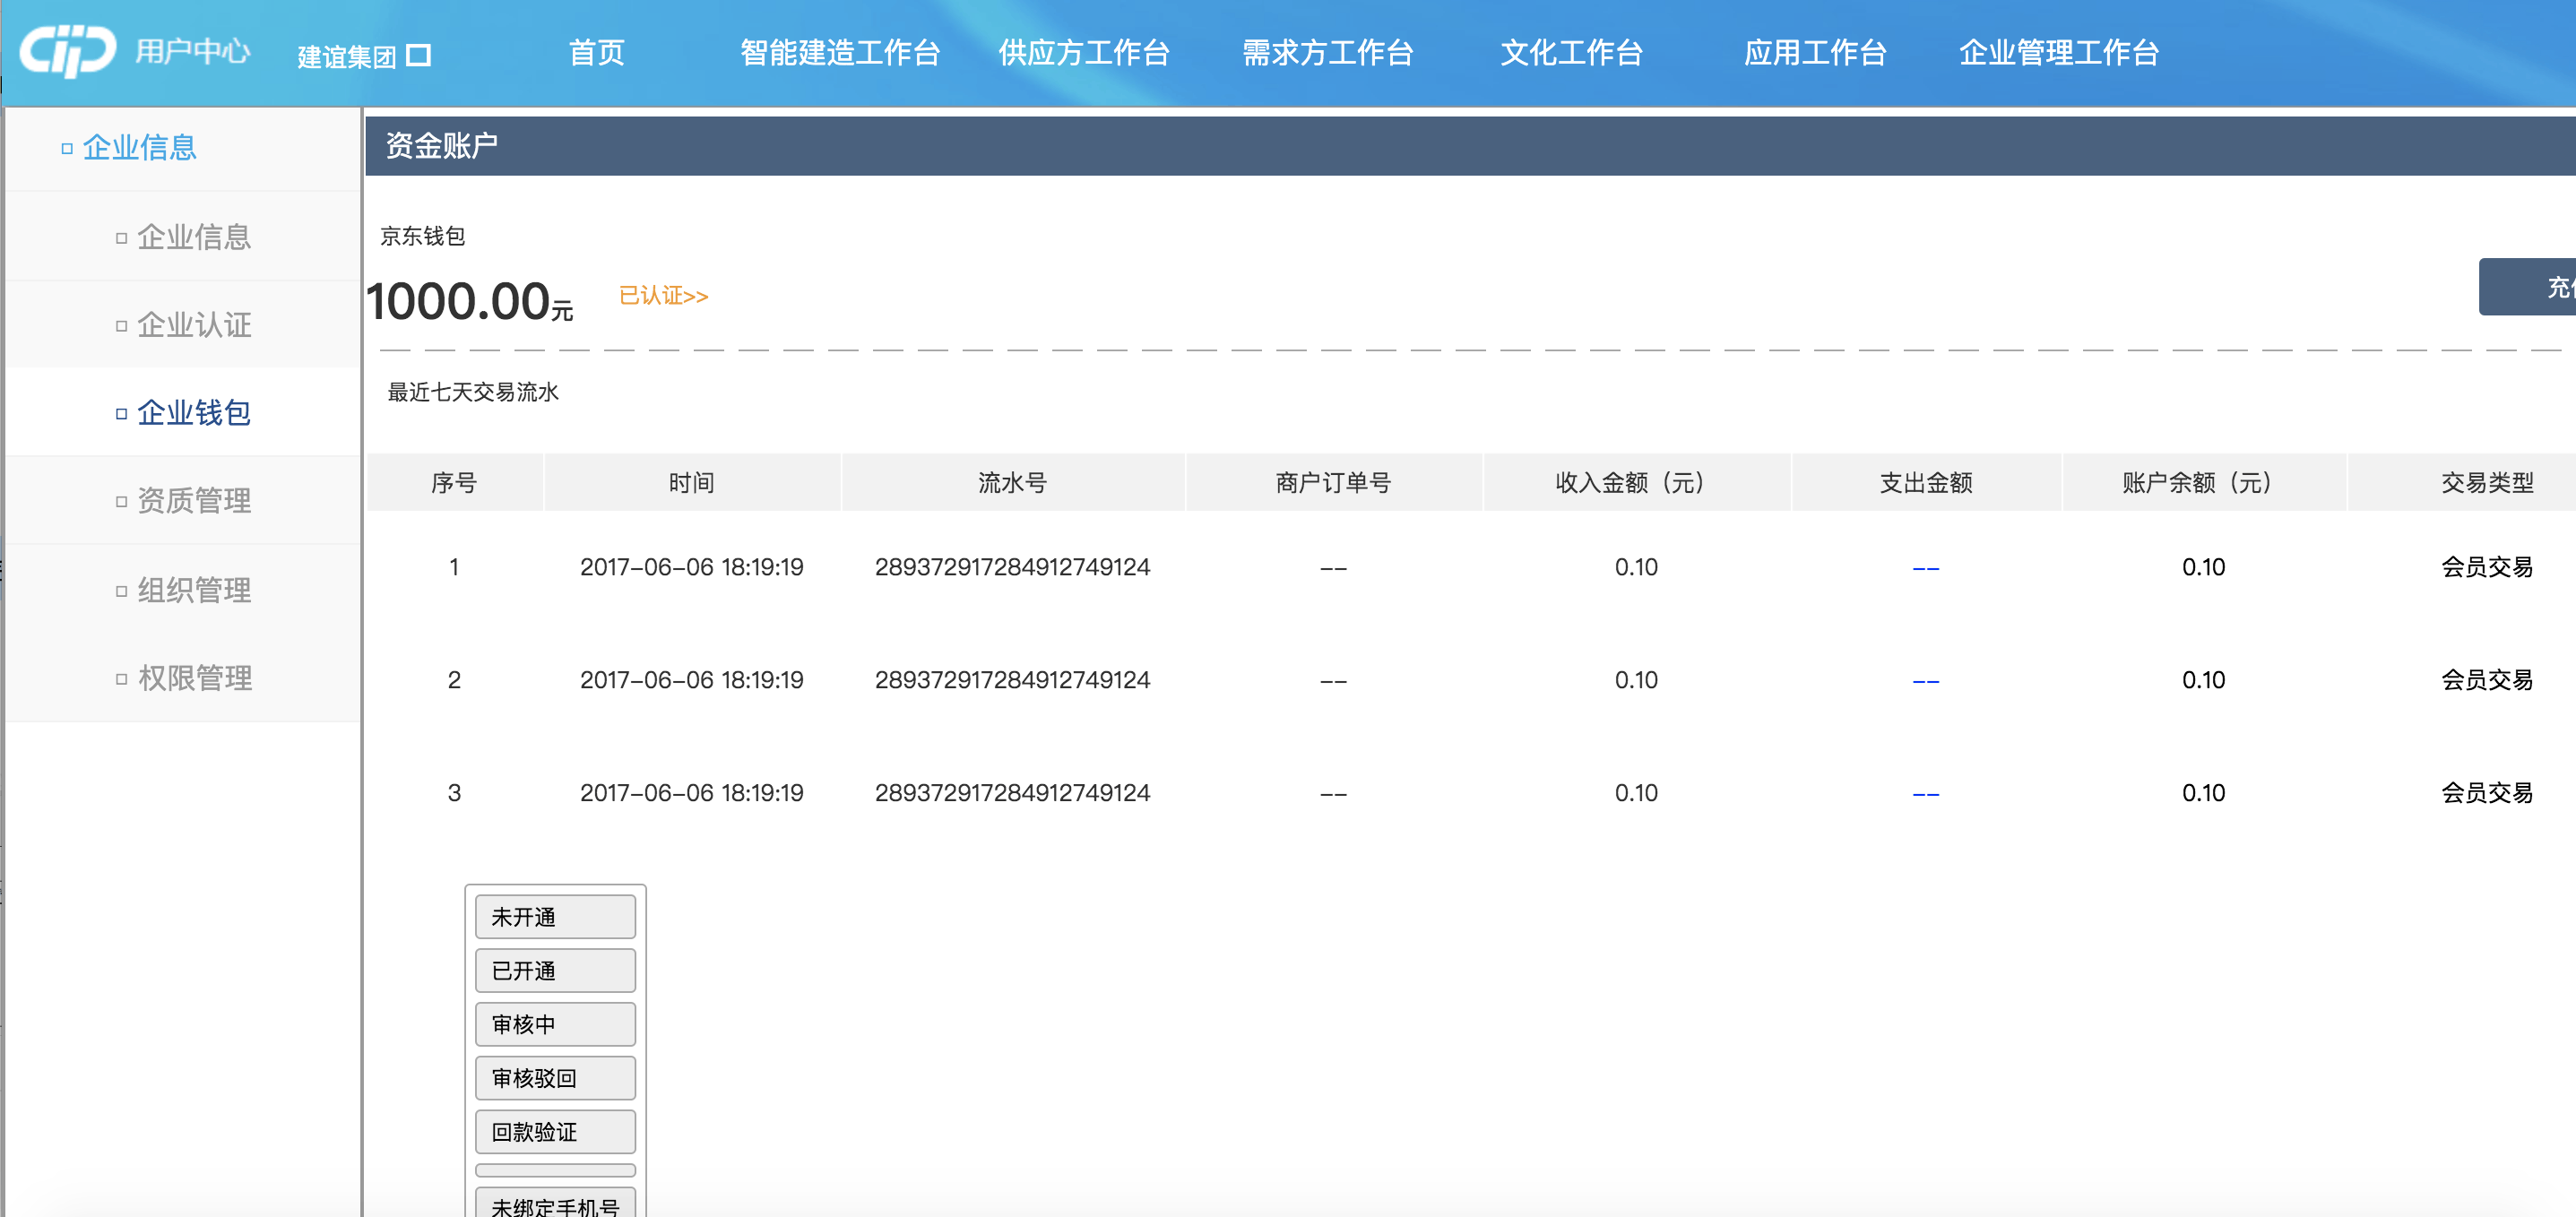 CIIP 用户中心 建谊集团 首页 智能建造工作台 供应方工作台 需求方工作台 文化工作台 应用工作台 企业管理工作台
企业信息
企业信息
企业认证
企业钱包
资质管理
组织管理
权限管理
资金账户
京东钱包
1000.00元 已认证>>
充
最近七天交易流水
序号 时间 流水号 商户订单号 收入金额（元） 支出金额 账户余额（元） 交易类型
1 2017-06-06 18:19:19 289372917284912749124 -- 0.10 -- 0.10 会员交易
2 2017-06-06 18:19:19 289372917284912749124 -- 0.10 -- 0.10 会员交易
3 2017-06-06 18:19:19 289372917284912749124 -- 0.10 -- 0.10 会员交易
未开通
已开通
审核中
审核驳回
回款验证
未绑定手机号